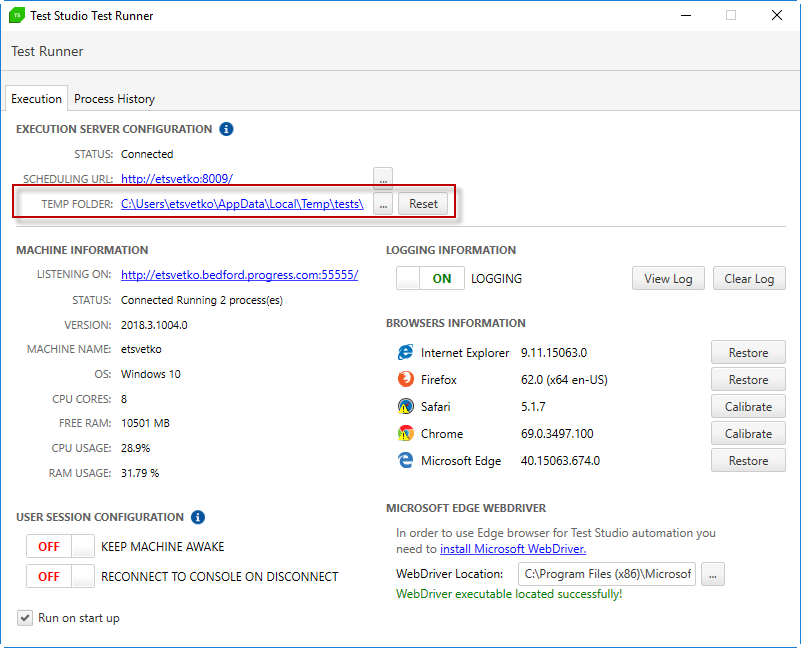 TS Test Studio Test Runner
Test Runner
Execution Process History
EXECUTION SERVER CONFIGURATION i
STATUS: Connected
SCHEDULING URL: http://etsvetko:8009/ ...
TEMP FOLDER: C:\Users\etsvetko\AppData\Local\Temp\tests\ ... Reset
MACHINE INFORMATION
LISTENING ON: http://etsvetko.bedford.progress.com:55555/
STATUS: Connected Running 2 process(es)
VERSION: 2018.3.1004.0
MACHINE NAME: etsvetko
OS: Windows 10
CPU CORES: 8
FREE RAM: 10501 MB
CPU USAGE: 28.9%
RAM USAGE: 31.79 %
USER SESSION CONFIGURATION i
OFF KEEP MACHINE AWAKE
OFF RECONNECT TO CONSOLE ON DISCONNECT
Run on start up
LOGGING INFORMATION
ON LOGGING View Log Clear Log
BROWSERS INFORMATION
Internet Explorer 9.11.15063.0 Restore
Firefox 62.0 (x64 en-US) Restore
Safari 5.1.7 Calibrate
Chrome 69.0.3497.100 Calibrate
Microsoft Edge 40.15063.674.0 Restore
MICROSOFT EDGE WEBDRIVER
In order to use Edge browser for Test Studio automation you
need to install Microsoft WebDriver.
WebDriver Location: C:\Program Files (x86)\Microsof ...
WebDriver executable located successfully!